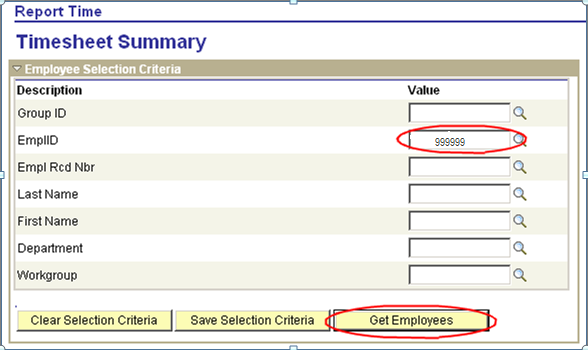 Report Time
Timesheet Summary
Employee Selection Criteria
Description Value
Group ID
EmplID 999999
Empl Rcd Nbr
Last Name
First Name
Department
Workgroup
Clear Selection Criteria Save Selection Criteria Get Employees